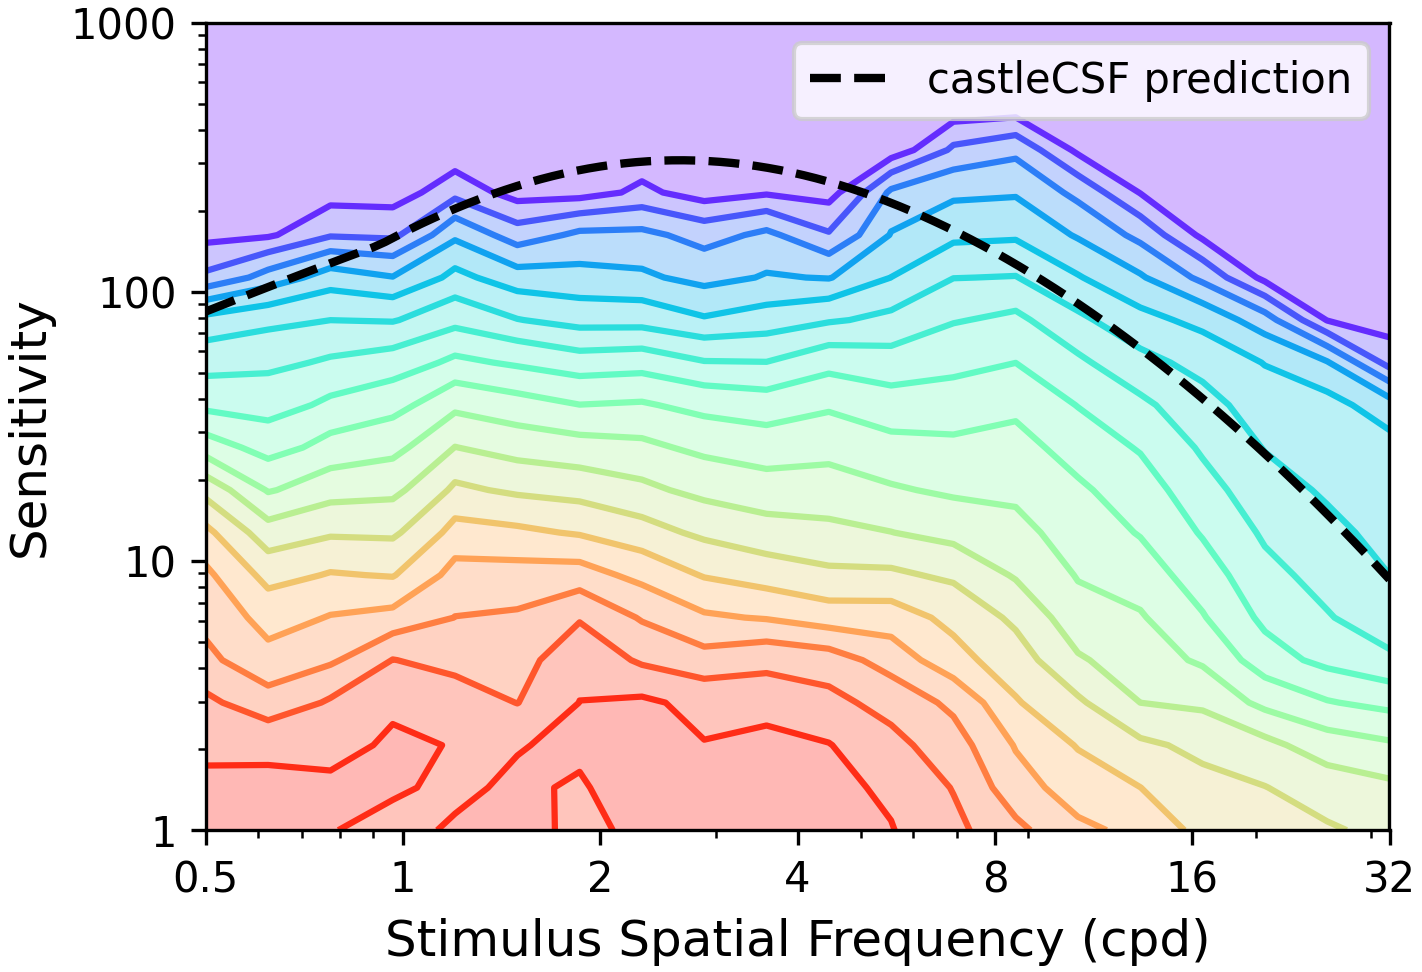 1000
castleCSF prediction
100
Sensitivity
10
1
0.5 1 2 4 8 16 32
Stimulus Spatial Frequency (cpd)